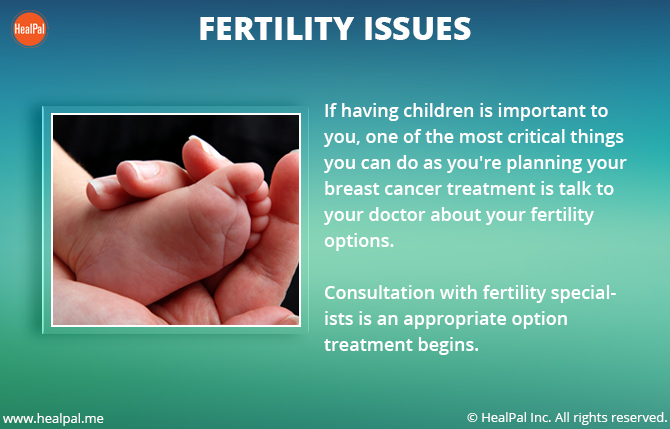 HealPal
FERTILITY ISSUES
If having children is important to
you, one of the most critical things
you can do as you're planning your
breast cancer treatment is talk to
your doctor about your fertility
options.
Consultation with fertility special-
ists is an appropriate option
treatment begins.
www.healpal.me
© HealPal Inc. All rights reserved.